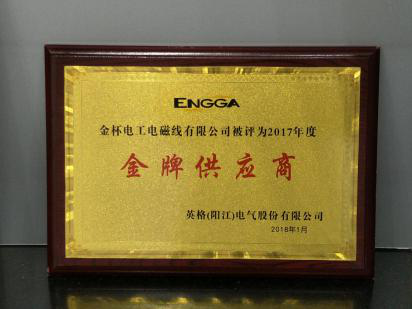 ENGGA
金杯电工电磁线有限公司被评为2017年度
金牌供应商
英格(阳江)电气股份有限公司
2018年1月